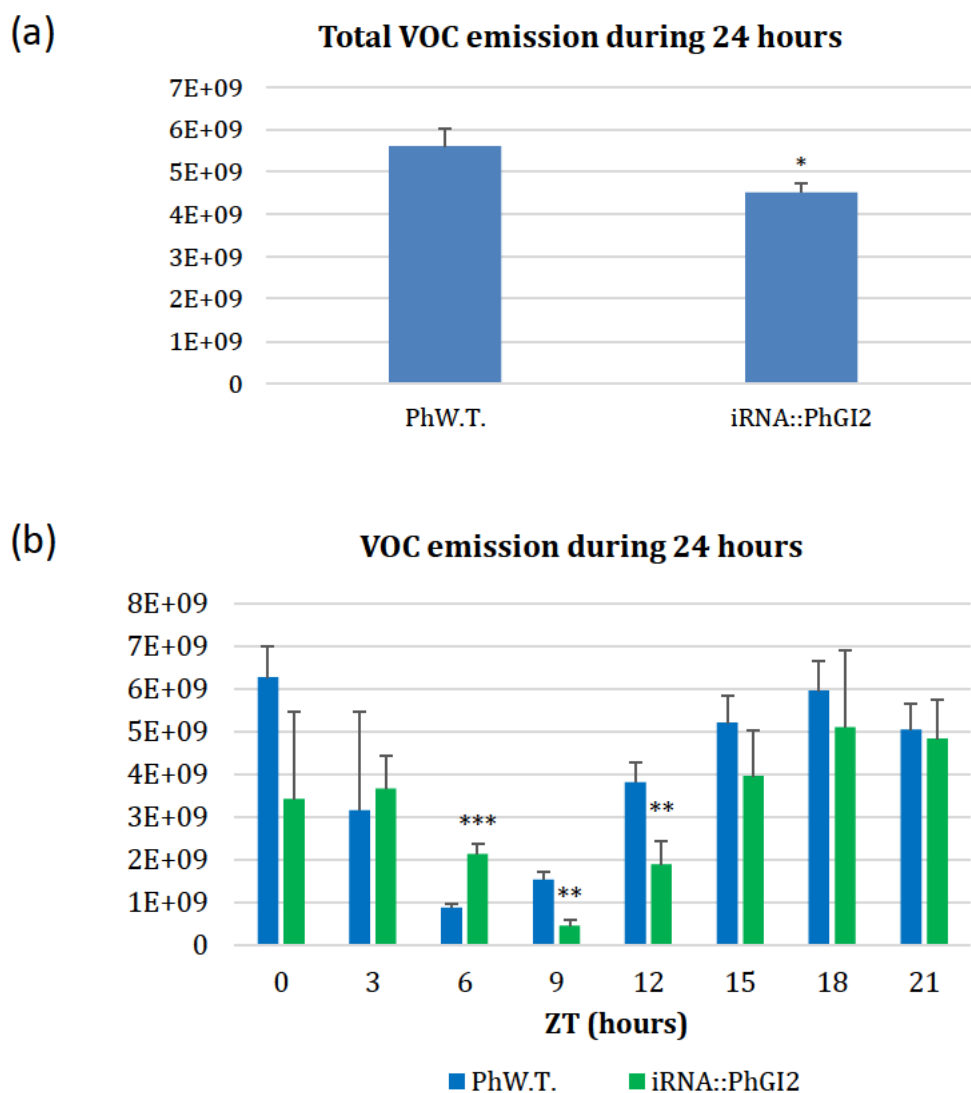 (a)
Total VOC emission during 24 hours
7E+09
6E+09
5E+09
4E+09
3E+09
2E+09
1E+09
0
*
PhW.T. iRNA::PhGI2
(b)
VOC emission during 24 hours
8E+09
7E+09
6E+09
5E+09
4E+09
3E+09
2E+09
1E+09
0
***
**
**
0 3 6 9 12 15 18 21
ZT (hours)
PhW.T. iRNA::PhGI2